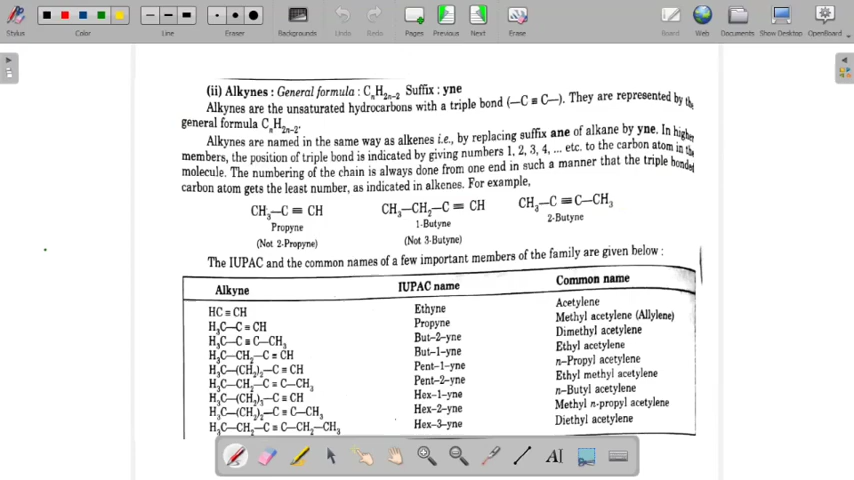 Stylus
Color
Line
Eraser
Backgrounds
Undo
Redo
Pages
Previous
Next
Erase
Board
Web
Documents
Show Desktop
OpenBoard
(ii) Alkynes : General formula : CₙH₂ₙ₋₂ Suffix : yne
Alkynes are the unsaturated hydrocarbons with a triple bond (—C ≡ C—). They are represented by the
general formula CₙH₂ₙ₋₂.
Alkynes are named in the same way as alkenes i.e., by replacing suffix ane of alkane by yne. In higher
members, the position of triple bond is indicated by giving numbers 1, 2, 3, 4, ... etc. to the carbon atom in the
molecule. The numbering of the chain is always done from one end in such a manner that the triple bonded
carbon atom gets the least number, as indicated in alkenes. For example,
CH₃—C ≡ CH CH₃—CH₂—C ≡ CH CH₃—C ≡C—CH₃
Propyne 1-Butyne 2-Butyne
(Not 2-Propyne) (Not 3-Butyne)
The IUPAC and the common names of a few important members of the family are given below :
Alkyne IUPAC name Common name
HC ≡ CH Ethyne Acetylene
H₃C—C ≡ CH Propyne Methyl acetylene (Allylene)
H₃C—C ≡ C—CH₃ But–2–yne Dimethyl acetylene
H₃C—CH₂—C ≡ CH But–1–yne Ethyl acetylene
H₃C—(CH₂)₂—C ≡ CH Pent–1–yne n–Propyl acetylene
H₃C—CH₂—C ≡ C—CH₃ Pent–2–yne Ethyl methyl acetylene
H₃C—(CH₂)₃—C ≡ CH Hex–1–yne n–Butyl acetylene
H₃C—(CH₂)₂—C ≡ C—CH₃ Hex–2–yne Methyl n-propyl acetylene
H₃C—CH₂—C ≡ C—CH₂—CH₃ Hex–3–yne Diethyl acetylene